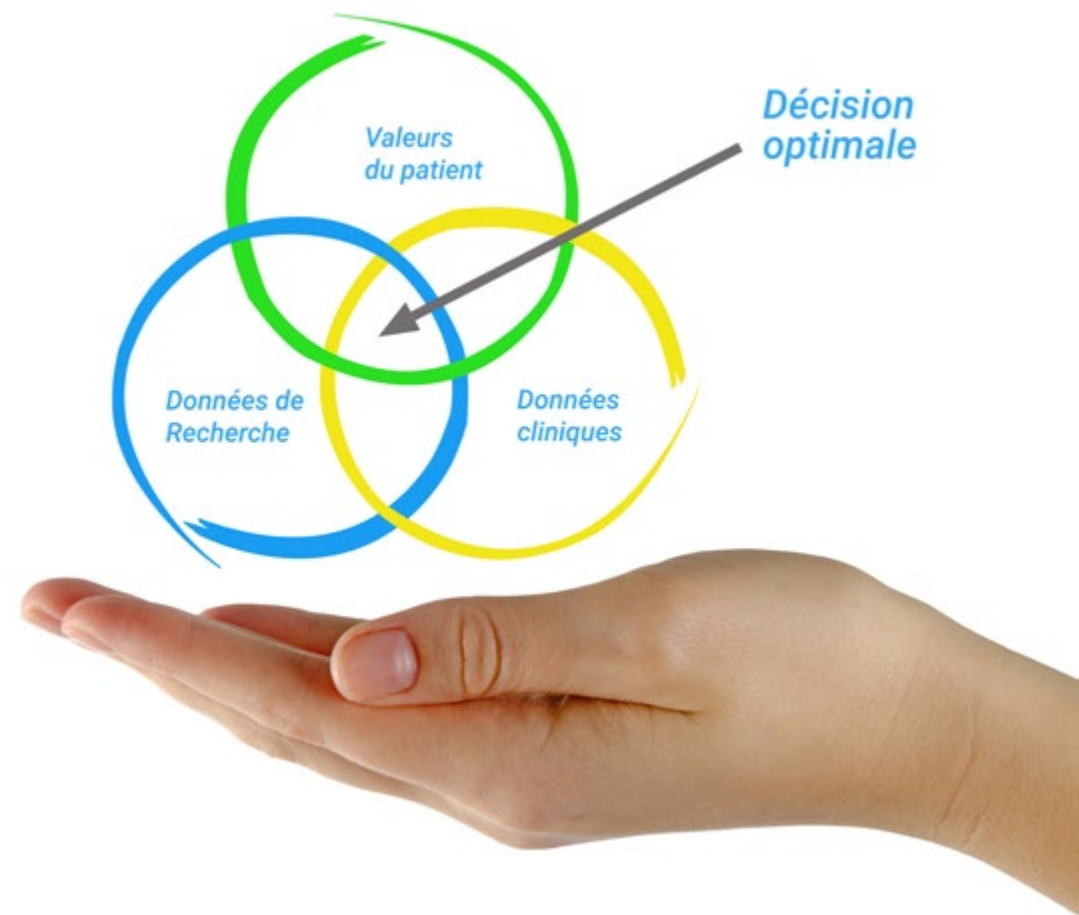 Valeurs
du patient
Décision
optimale
Données de
Recherche
Données
cliniques